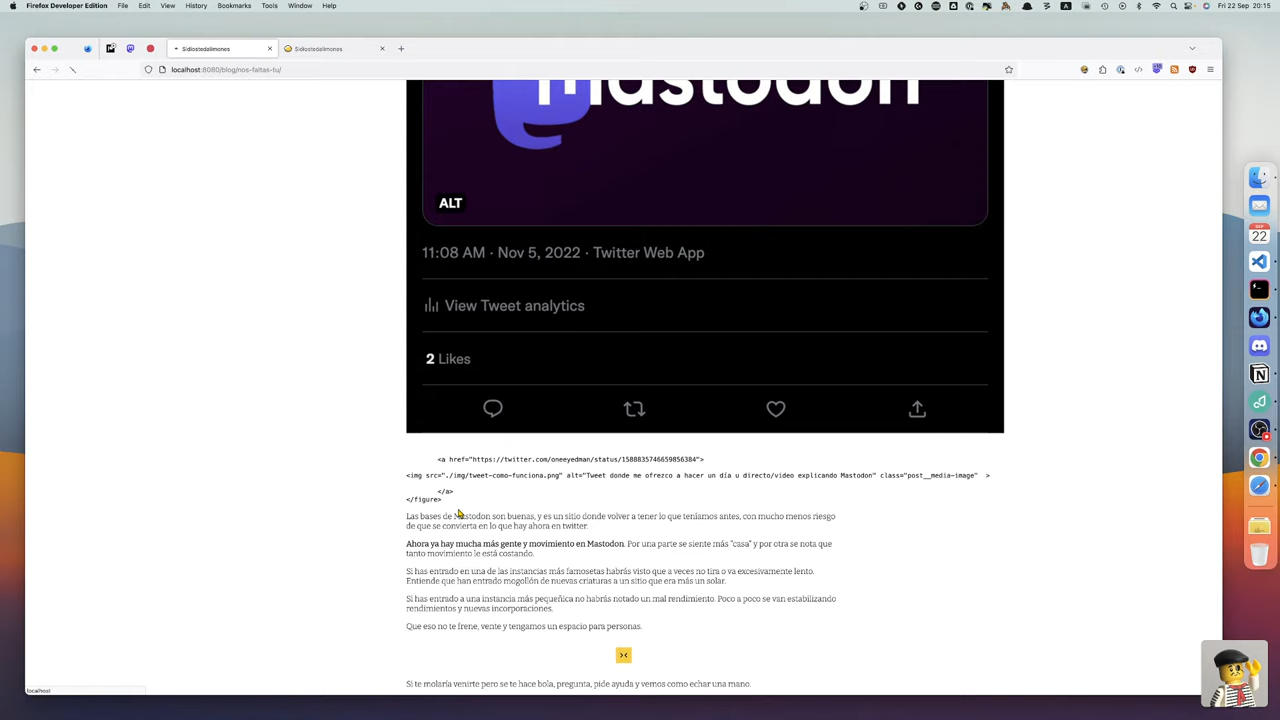 Firefox Developer Edition File Edit View History Bookmarks Tools Window Help
Fri 22 Sep 20:15
Sidiostedalimones
Sidiostedalimones
localhost:8080/blog/nos-faltas-tu/
mastodon
ALT
11:08 AM · Nov 5, 2022 · Twitter Web App
View Tweet analytics
2 Likes
<a href="https://twitter.com/oneeyedman/status/1588835746659856384">
<img src="./img/tweet-como-funciona.png" alt="Tweet donde me ofrezco a hacer un día u directo/video explicando Mastodon" class="post__media-image" >
</a>
</figure>
Las bases de Mastodon son buenas, y es un sitio donde volver a tener lo que teníamos antes, con mucho menos riesgo
de que se convierta en lo que hay ahora en twitter.
Ahora ya hay mucha más gente y movimiento en Mastodon. Por una parte se siente más "casa" y por otra se nota que
tanto movimiento le está costando.
Si has entrado en una de las instancias más famosetas habrás visto que a veces no tira o va excesivamente lento.
Entiende que han entrado mogollón de nuevas criaturas a un sitio que era más un solar.
Si has entrado a una instancia más pequeñica no habrás notado un mal rendimiento. Poco a poco se van estabilizando
rendimientos y nuevas incorporaciones.
Que eso no te frene, vente y tengamos un espacio para personas.
Si te molaría venirte pero se te hace bola, pregunta, pide ayuda y vemos como echar una mano.
localhost
SEP
22